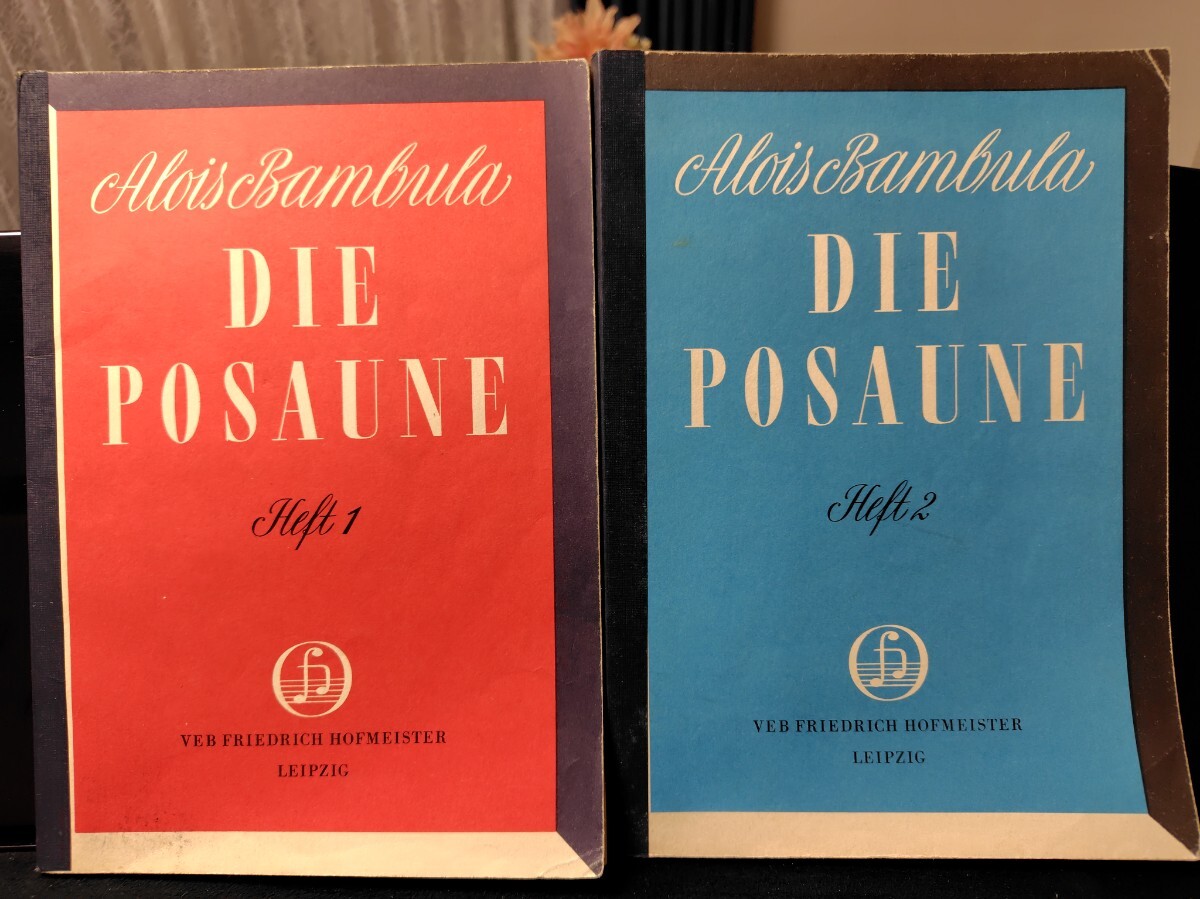 Alois Bambula
DIE
POSAUNE
Heft 1
VEB FRIEDRICH HOFMEISTER
LEIPZIG
Alois Bambula
DIE
POSAUNE
Heft 2
VEB FRIEDRICH HOFMEISTER
LEIPZIG